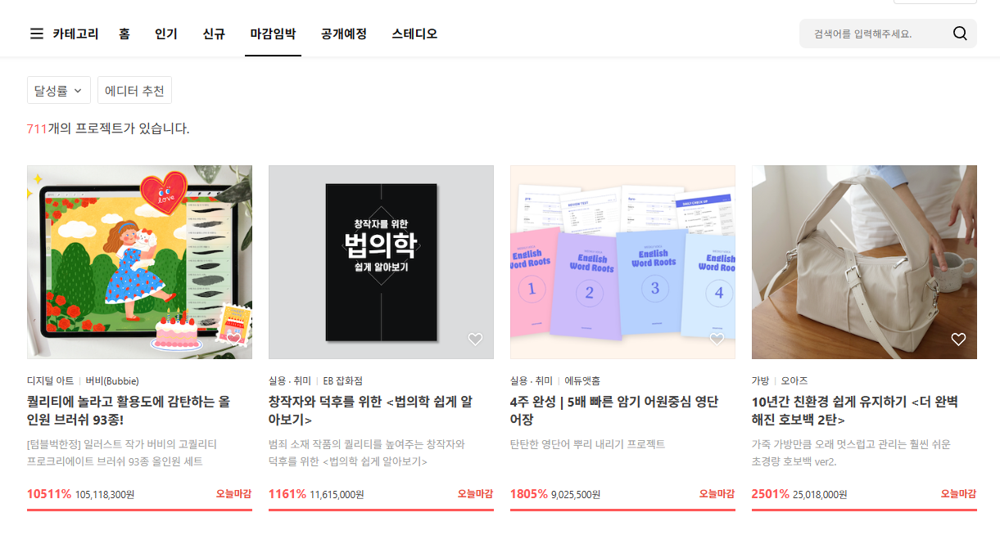 카테고리 홈 인기 신규 마감임박 공개예정 스테디오 검색어를 입력해주세요.
달성률 에디터 추천
711개의 프로젝트가 있습니다.
love
창작자를 위한
법의학
쉽게 알아보기
REVIEW TEST
DAILY CHECK UP
English
Word Roots
1
English
Word Roots
2
English
Word Roots
3
English
Word Roots
4
디지털 아트 | 버비(Bubbie)
퀄리티에 놀라고 활용도에 감탄하는 올
인원 브러쉬 93종!
[텀블벅한정] 일러스트 작가 버비의 고퀄리티
프로크리에이트 브러쉬 93종 올인원 세트
10511% 105,118,300원 오늘마감
실용 · 취미 | EB 잡화점
창작자와 덕후를 위한 <법의학 쉽게 알
아보기>
범죄 소재 작품의 퀄리티를 높여주는 창작자와
덕후를 위한 <법의학 쉽게 알아보기>
1161% 11,615,000원 오늘마감
실용 · 취미 | 에듀앳홈
4주 완성 | 5배 빠른 암기 어원중심 영단
어장
탄탄한 영단어 뿌리 내리기 프로젝트
1805% 9,025,500원 오늘마감
가방 | 오아즈
10년간 친환경 쉽게 유지하기 <더 완벽
해진 호보백 2탄>
가죽 가방만큼 오래 멋스럽고 관리는 훨씬 쉬운
초경량 호보백 ver2.
2501% 25,018,000원 오늘마감